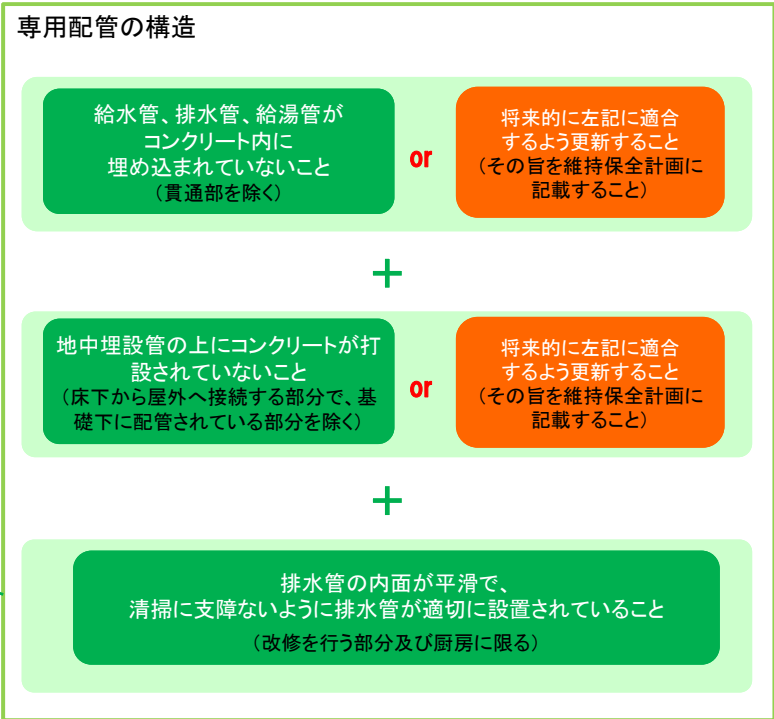 専用配管の構造
給水管、排水管、給湯管が
コンクリート内に
埋め込まれていないこと
（貫通部を除く）
or
将来的に左記に適合
するよう更新すること
（その旨を維持保全計画に
記載すること）
＋
地中埋設管の上にコンクリートが打
設されていないこと
（床下から屋外へ接続する部分で、基
礎下に配管されている部分を除く）
or
将来的に左記に適合
するよう更新すること
（その旨を維持保全計画に
記載すること）
＋
排水管の内面が平滑で、
清掃に支障ないように排水管が適切に設置されていること
（改修を行う部分及び厨房に限る）